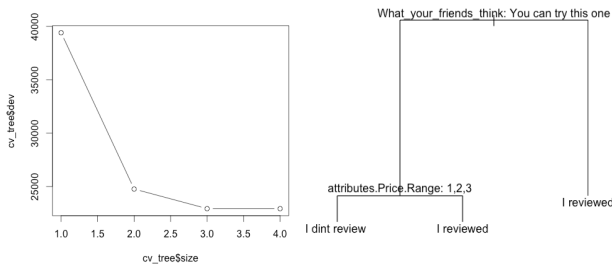 40000
35000
30000
25000
cv_tree$dev
1.0 1.5 2.0 2.5 3.0 3.5 4.0
cv_tree$size
What_your_friends_think: You can try this one
attributes.Price.Range: 1,2,3
I dint review
I reviewed
I reviewed